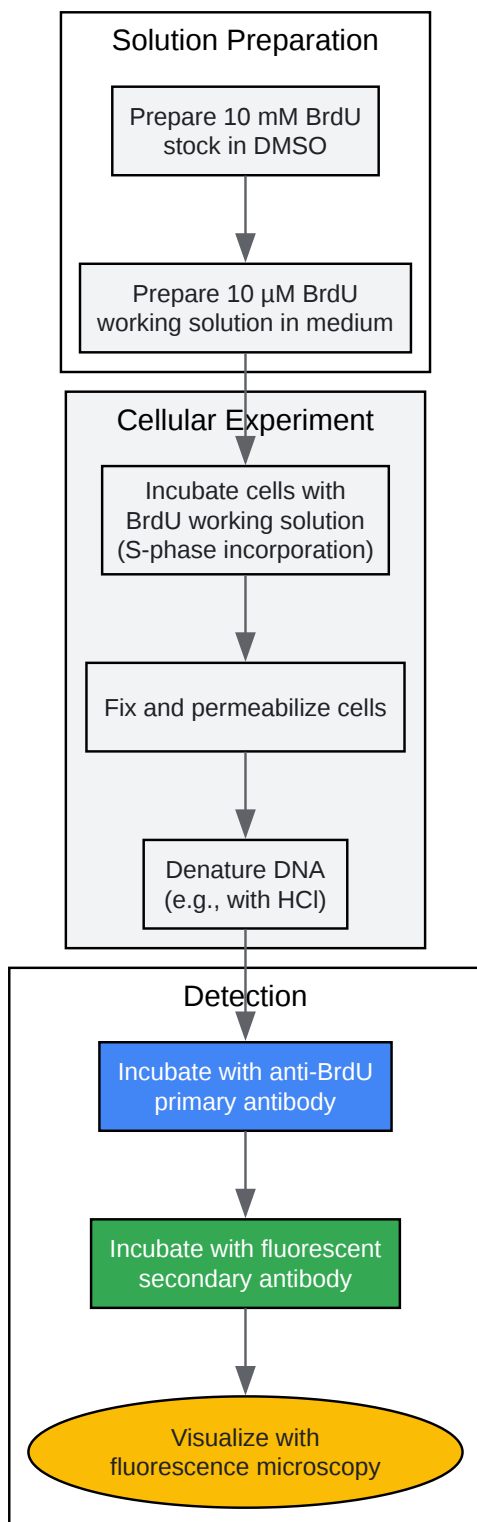 Solution Preparation
Prepare 10 mM BrdU
stock in DMSO
Prepare 10 µM BrdU
working solution in medium
Cellular Experiment
Incubate cells with
BrdU working solution
(S-phase incorporation)
Fix and permeabilize cells
Denature DNA
(e.g., with HCl)
Detection
Incubate with anti-BrdU
primary antibody
Incubate with fluorescent
secondary antibody
Visualize with
fluorescence microscopy